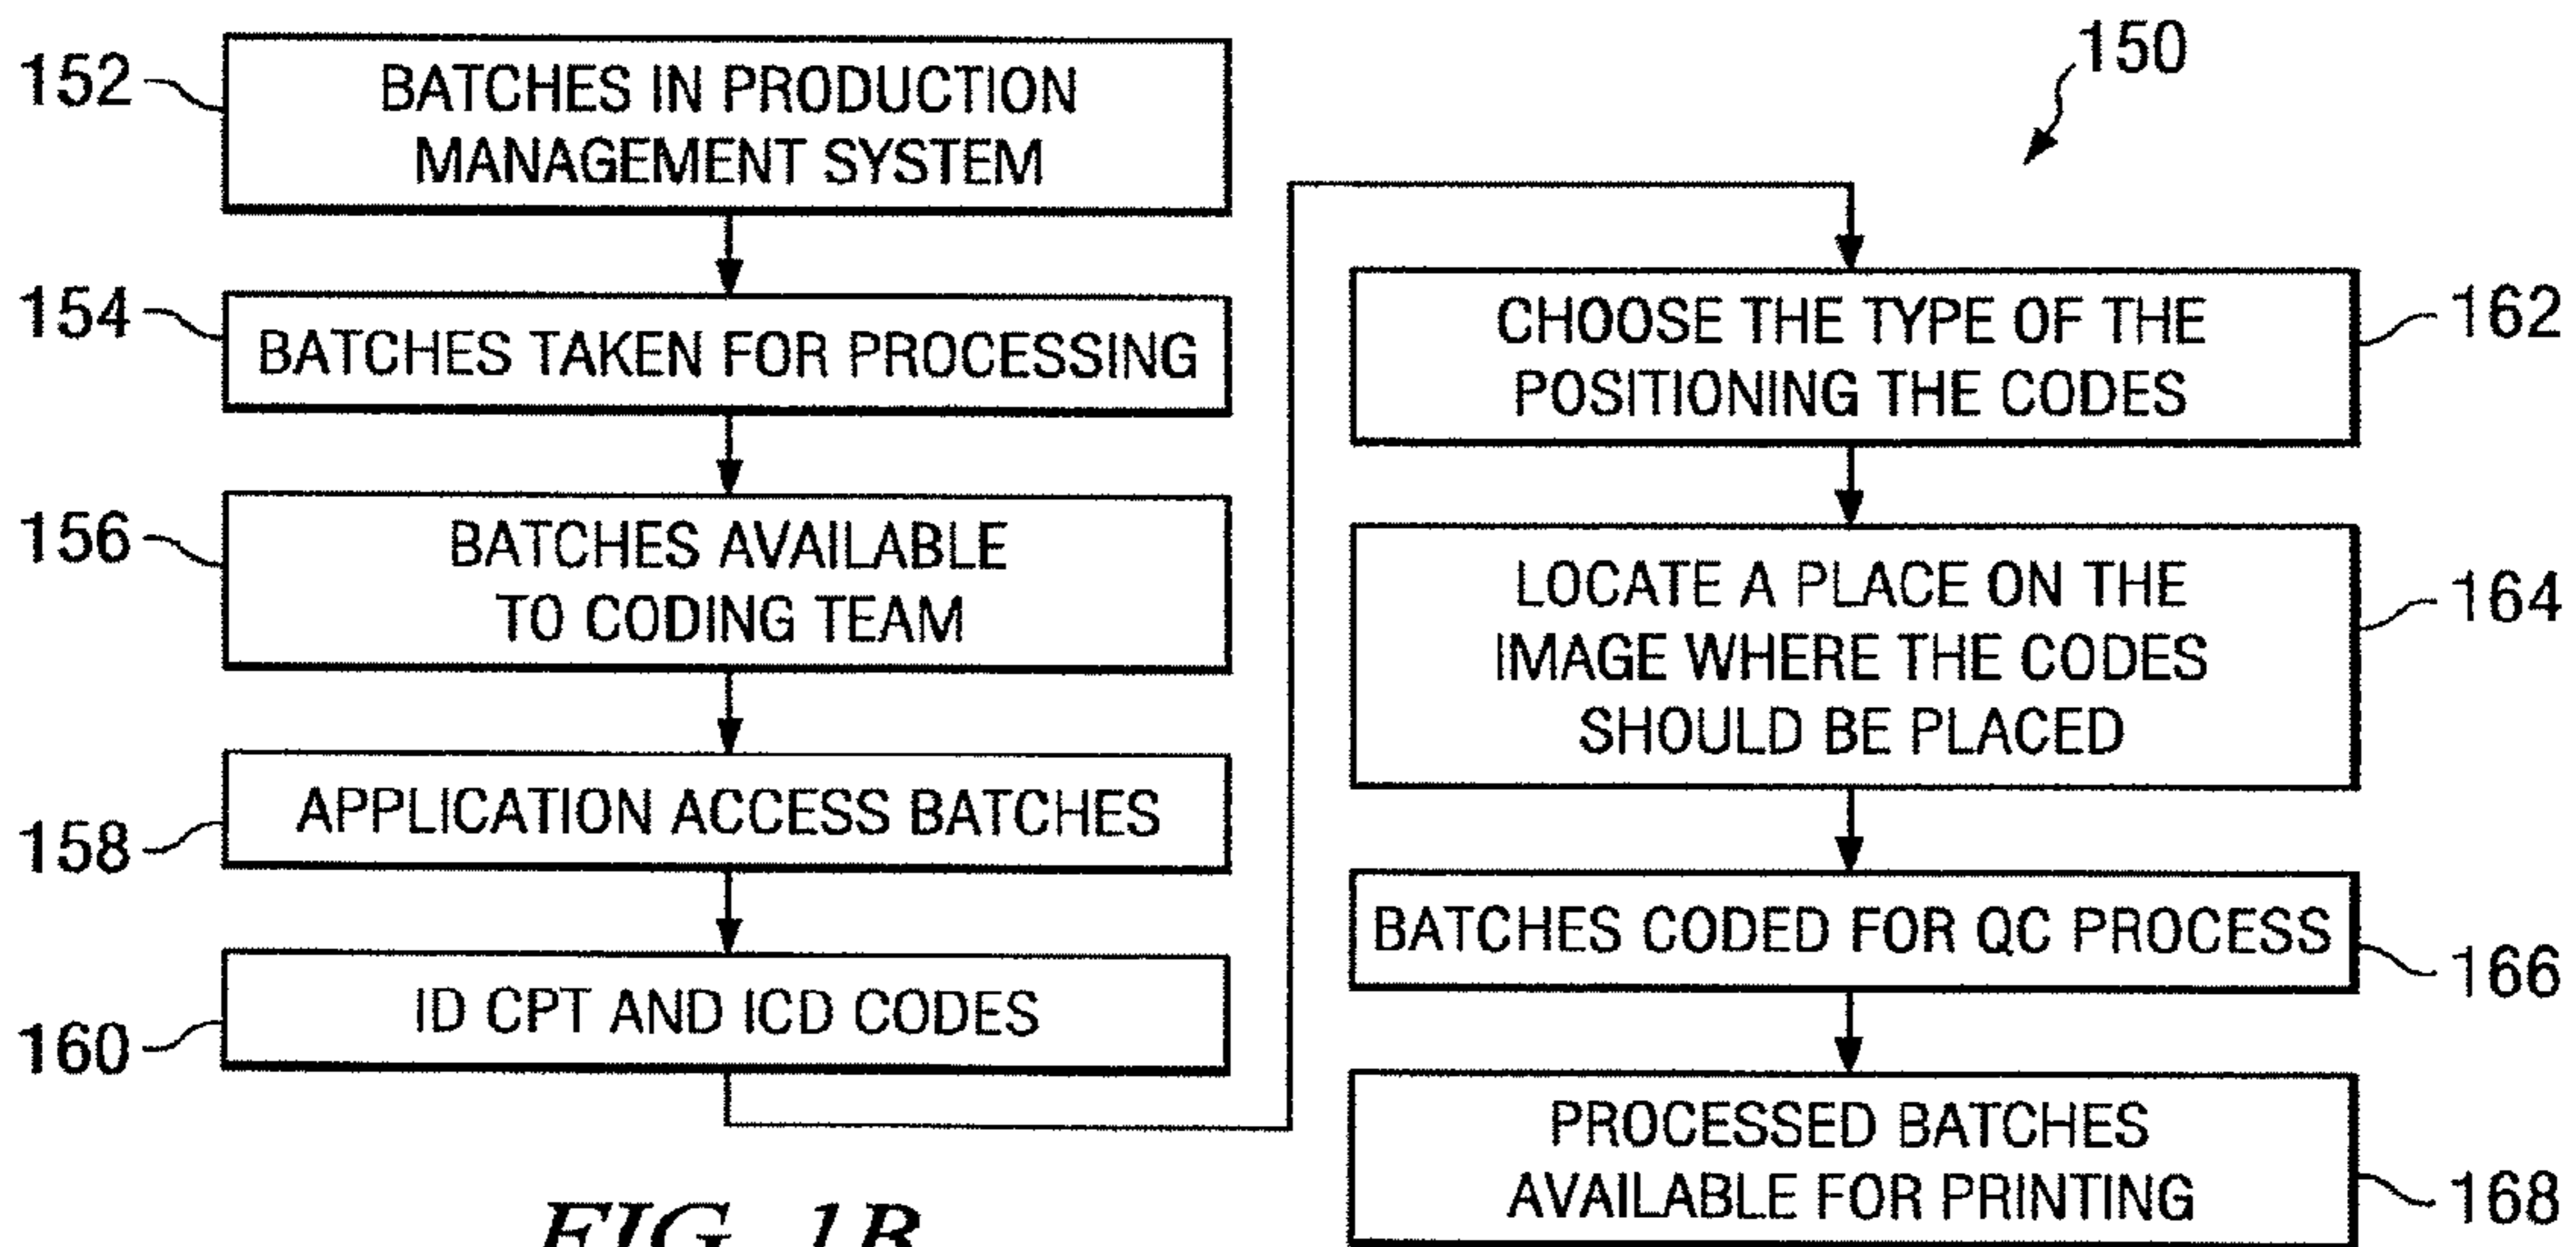 152
BATCHES IN PRODUCTION
MANAGEMENT SYSTEM
154
BATCHES TAKEN FOR PROCESSING
156
BATCHES AVAILABLE
TO CODING TEAM
158
APPLICATION ACCESS BATCHES
160
ID CPT AND ICD CODES
150
CHOOSE THE TYPE OF THE
POSITIONING THE CODES
162
LOCATE A PLACE ON THE
IMAGE WHERE THE CODES
SHOULD BE PLACED
164
BATCHES CODED FOR QC PROCESS
166
PROCESSED BATCHES
AVAILABLE FOR PRINTING
168
FIG. 1B